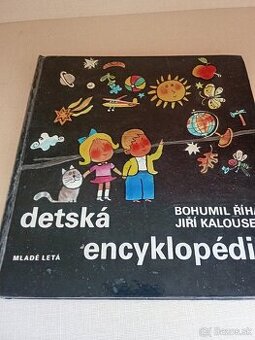 BOHUMIL ŘÍHA
JIŘÍ KALOUSE
detská
encyklopédi
MLADÉ LETÁ
Bazos.sk